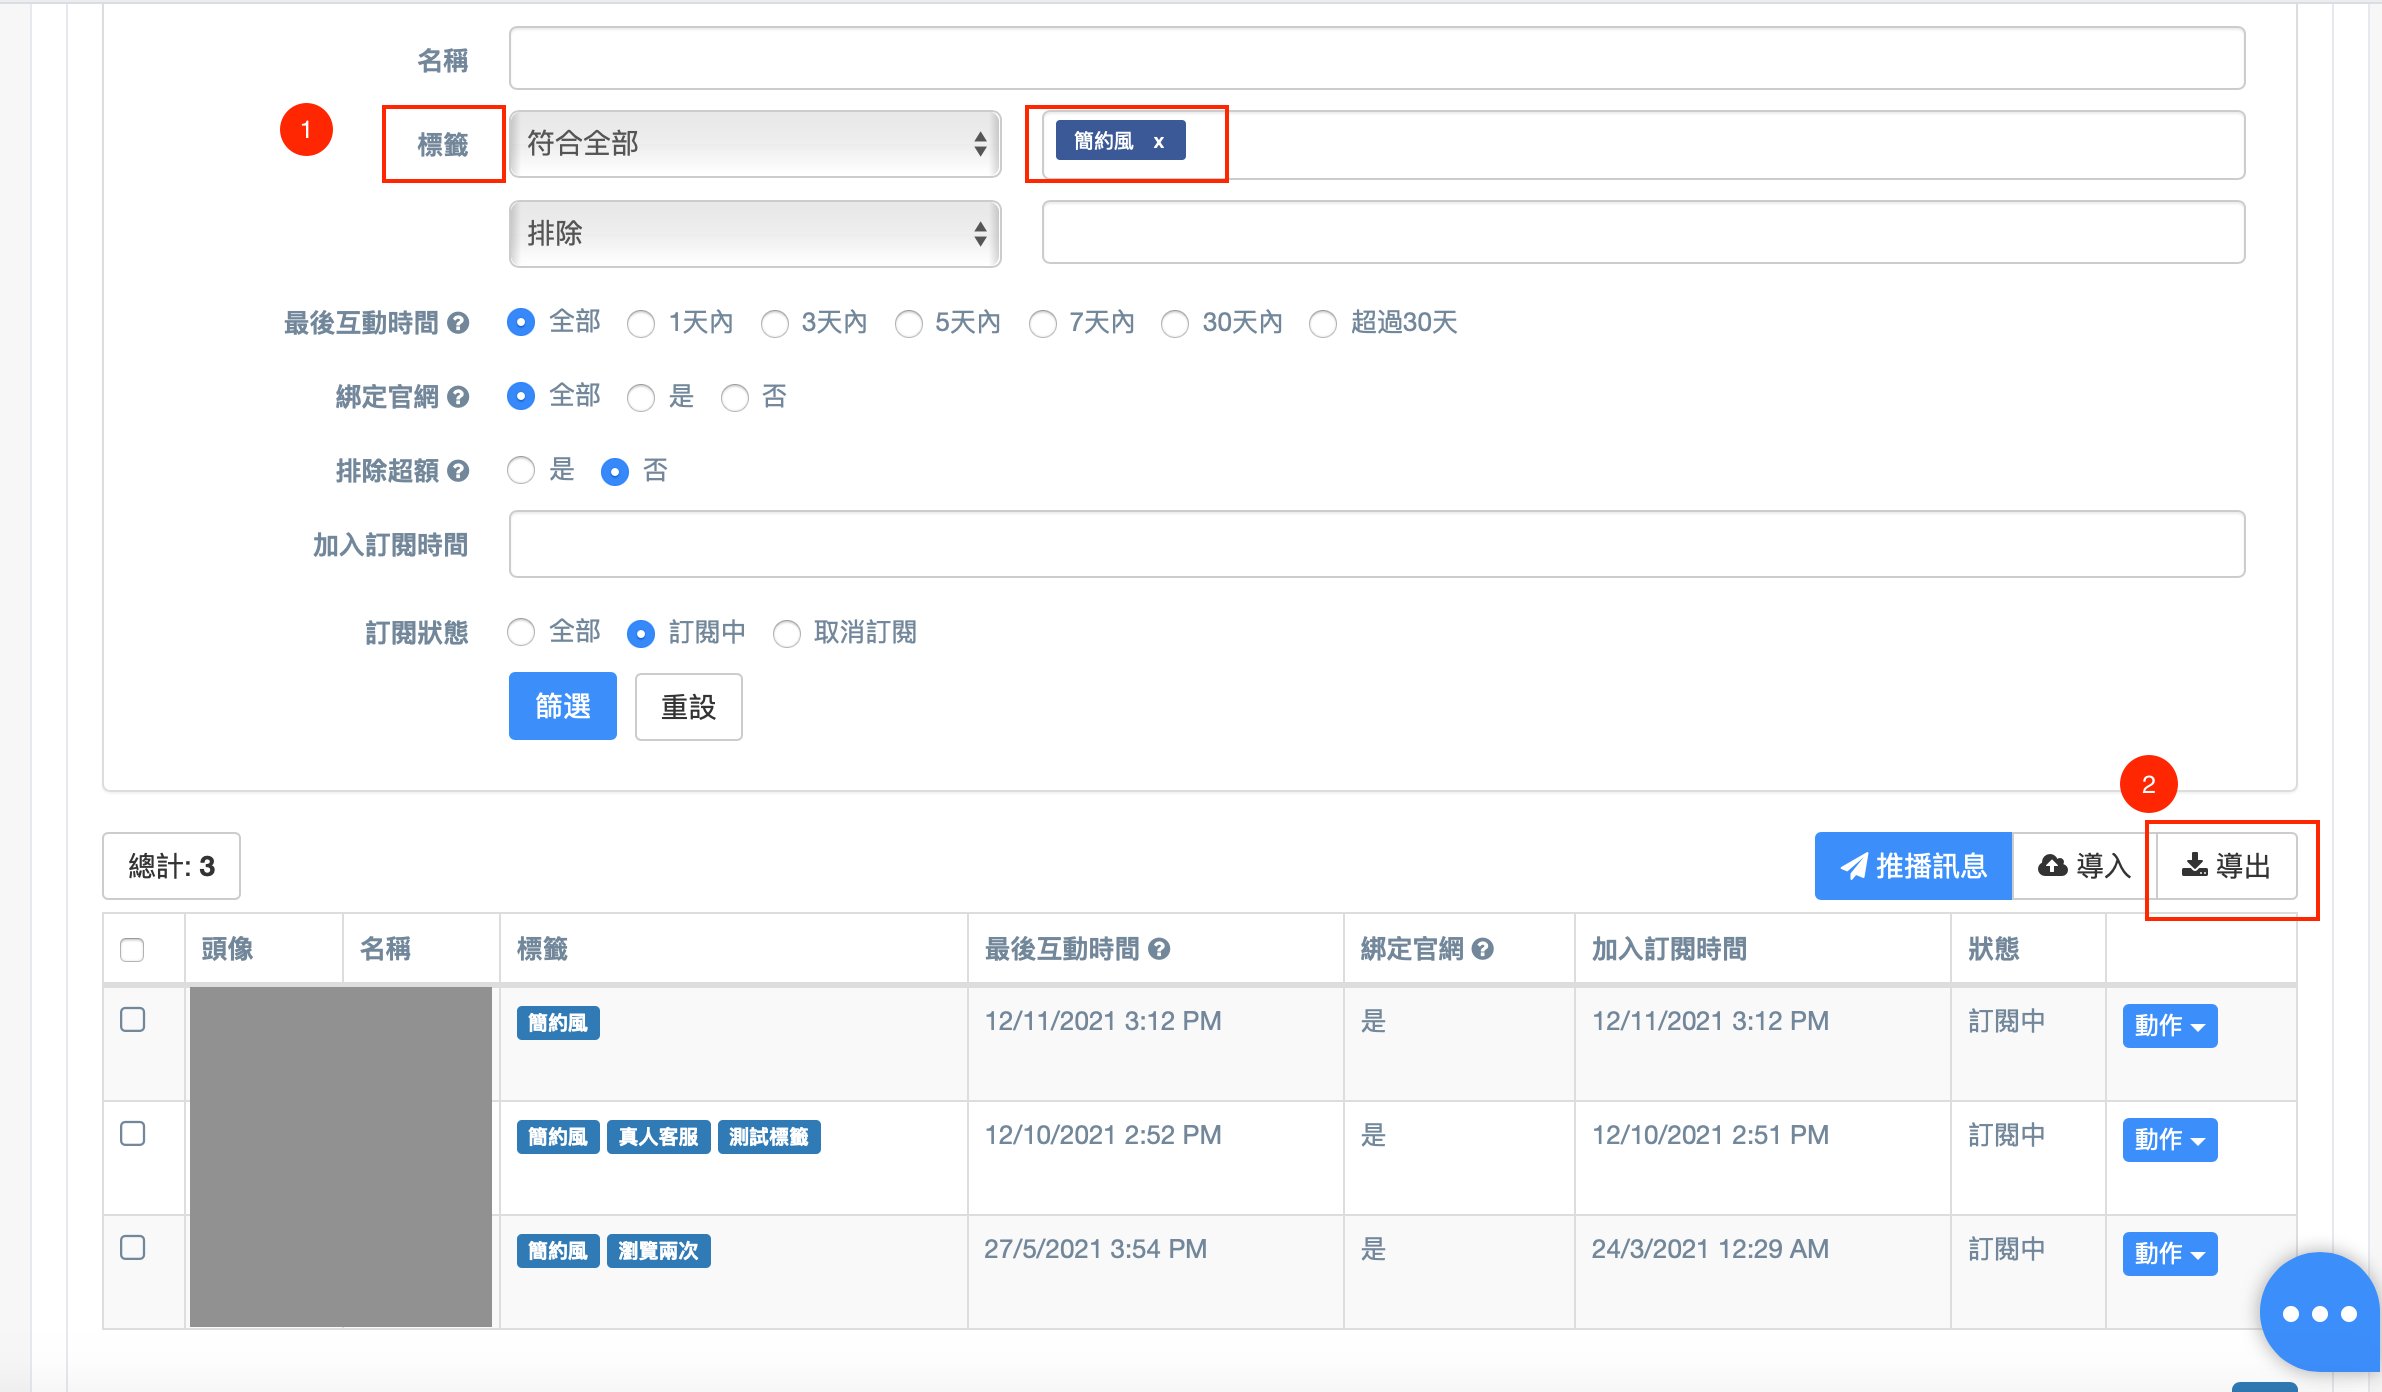 名稱
1
標籤 符合全部 簡約風 x
排除
最後互動時間 ? 全部 1天內 3天內 5天內 7天內 30天內 超過30天
綁定官網 ? 全部 是 否
排除超額 ? 是 否
加入訂閱時間
訂閱狀態 全部 訂閱中 取消訂閱
篩選 重設
2
總計: 3 推播訊息 導入 導出
頭像 名稱 標籤 最後互動時間 ? 綁定官網 ? 加入訂閱時間 狀態
簡約風 12/11/2021 3:12 PM 是 12/11/2021 3:12 PM 訂閱中 動作
簡約風 真人客服 測試標籤 12/10/2021 2:52 PM 是 12/10/2021 2:51 PM 訂閱中 動作
簡約風 瀏覽兩次 27/5/2021 3:54 PM 是 24/3/2021 12:29 AM 訂閱中 動作